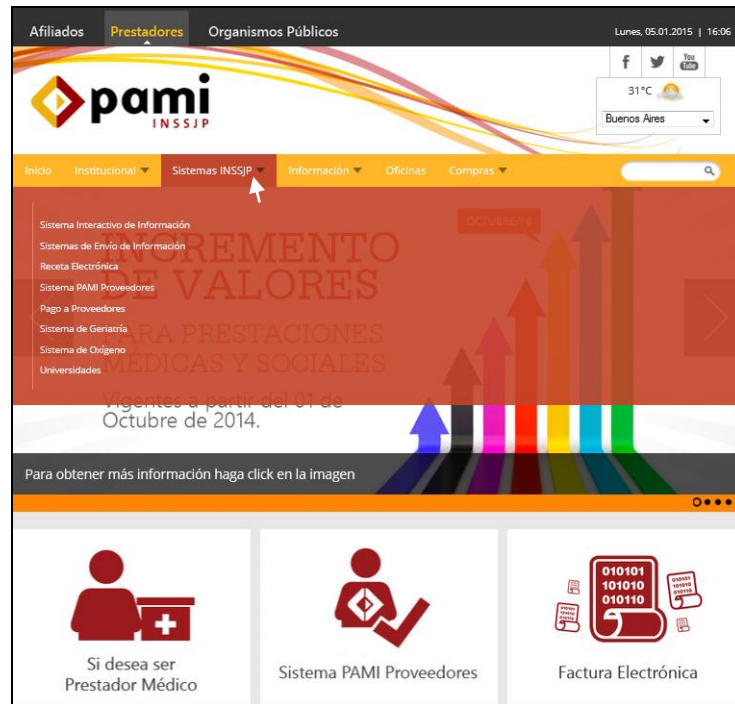 Afiliados Prestadores Organismos Públicos Lunes, 05.01.2015 | 16:06
f You Tube
pami
INSSJP
31°C
Buenos Aires
Inicio Institucional Sistemas INSSJP Información Oficinas Compras
Sistema Interactivo de Información
Sistemas de Envío de Información
Receta Electrónica
Sistema PAMI Proveedores
Pago a Proveedores
Sistema de Geriatría
Sistema de Oxígeno
Universidades
OCTUBRE/14
INCREMENTO
DE VALORES
PARA PRESTACIONES
MÉDICAS Y SOCIALES
Vigentes a partir del 01 de
Octubre de 2014.
Para obtener más información haga click en la imagen
010101
101010
010110
Si desea ser
Prestador Médico
Sistema PAMI Proveedores
Factura Electrónica